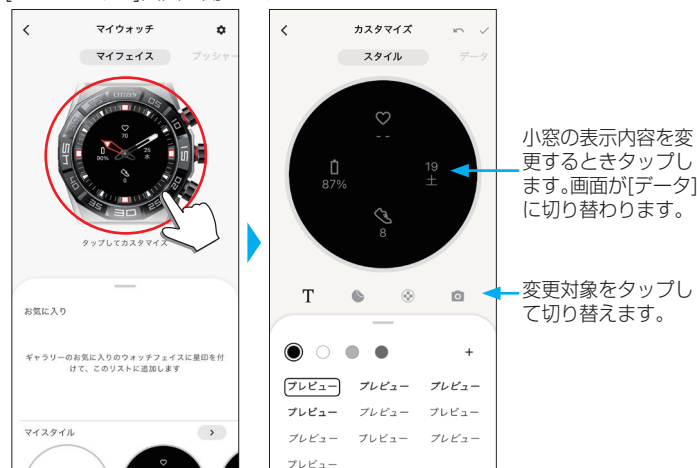 マイウォッチ
マイフェイス プッシャー
CITIZEN
70
90%
25
水
0
タップしてカスタマイズ
お気に入り
ギャラリーのお気に入りのウォッチフェイスに星印を付
けて、このリストに追加します
マイスタイル
カスタマイズ
スタイル データ
--
87%
19
土
8
T
+
プレビュー プレビュー プレビュー
プレビュー プレビュー プレビュー
プレビュー プレビュー プレビュー
プレビュー
小窓の表示内容を変
更するときタップし
ます。画面が[データ]
に切り替わります。
変更対象をタップし
て切り替えます。